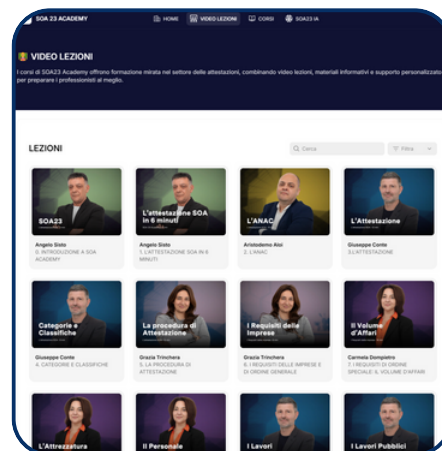 SOA 23 ACADEMY
HOME
VIDEO LEZIONI
CORSI
SOA23 IA
VIDEO LEZIONI
I corsi di SOA23 Academy offrono formazione mirata nel settore delle attestazioni, combinando video lezioni, materiali informativi e supporto personalizzato
per preparare i professionisti al meglio.
LEZIONI
Cerca
Filtra
SOA23
L'attestazione SOA
in 6 minuti
L'ANAC
L'Attestazione
Angelo Sisto
0. INTRODUZIONE A SOA
ACADEMY
Angelo Sisto
1. L'ATTESTAZIONE SOA IN 6
MINUTI
Aristodemo Aloi
2. L'ANAC
Giuseppe Conte
3.L'ATTESTAZIONE
Categorie e
Classifiche
La procedura di
Attestazione
I Requisiti delle
Imprese
Il Volume
d'Affari
Giuseppe Conte
4. CATEGORIE E CLASSIFICHE
Grazia Trinchera
5. LA PROCEDURA DI
ATTESTAZIONE
Grazia Trinchera
6. I REQUISITI DELLE IMPRESE E
DI ORDINE GENERALE
Carmela Dompietro
7. I REQUISITI DI ORDINE
SPECIALE: IL VOLUME D'AFFARI
L'Attrezzatura
Il Personale
I Lavori
I Lavori Pubblici